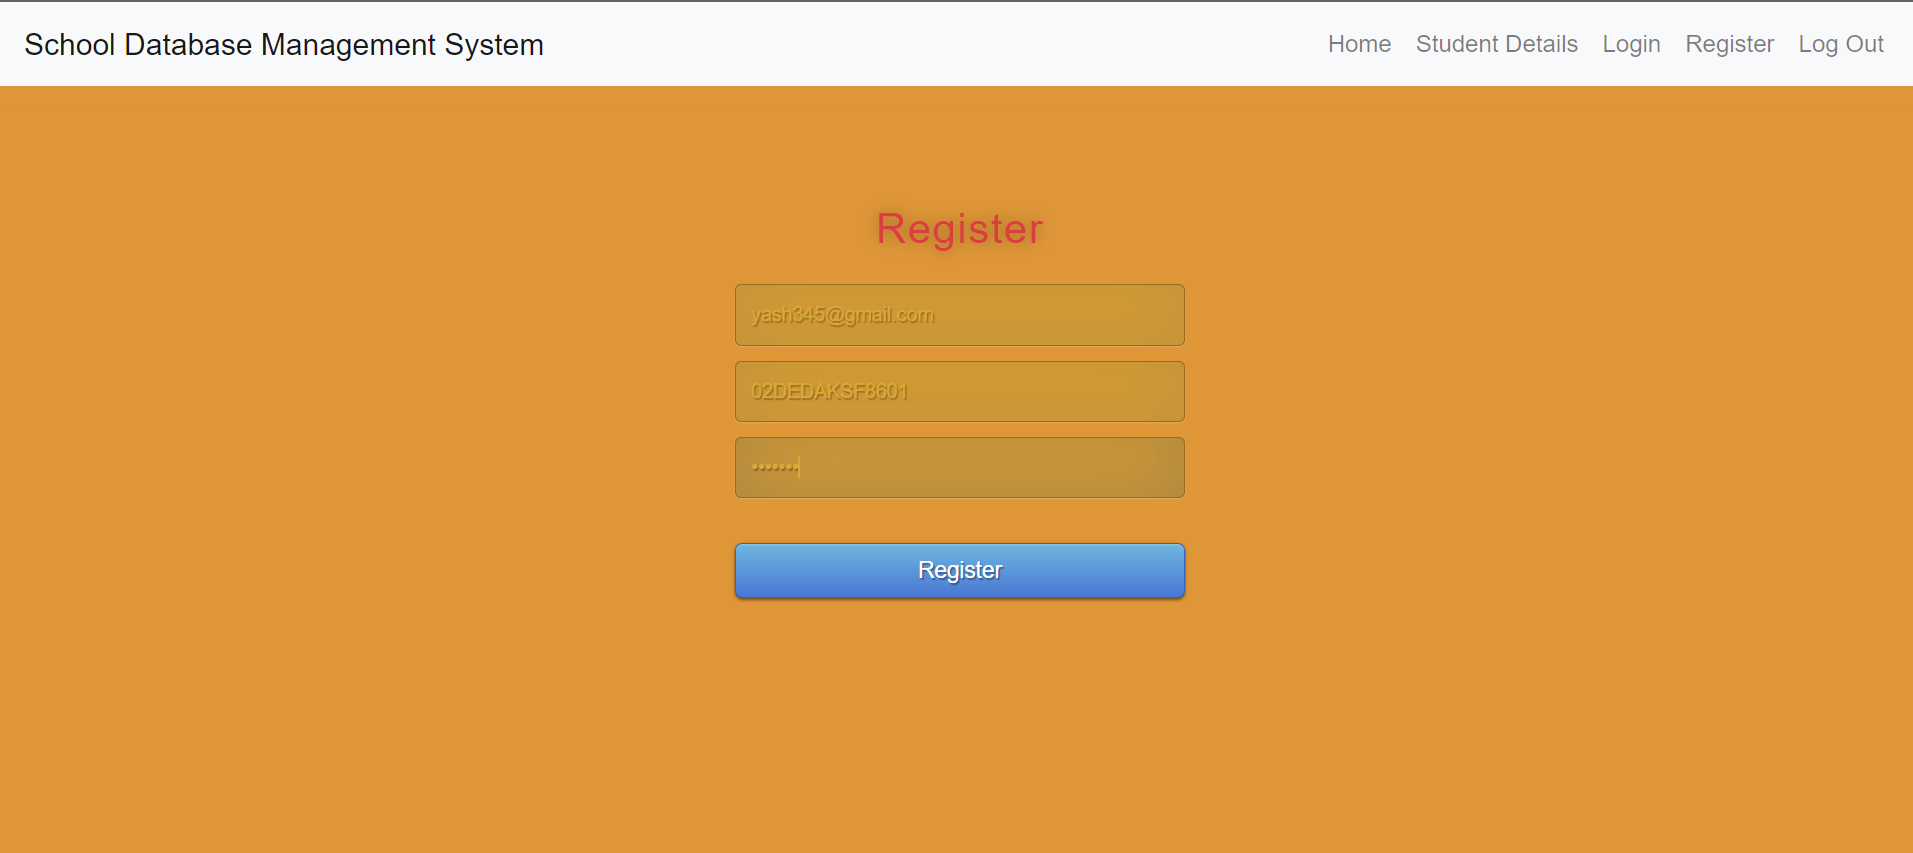 School Database Management System
Home Student Details Login Register Log Out
Register
yash345@gmail.com
02DEDAKSF8601
•••••••
Register